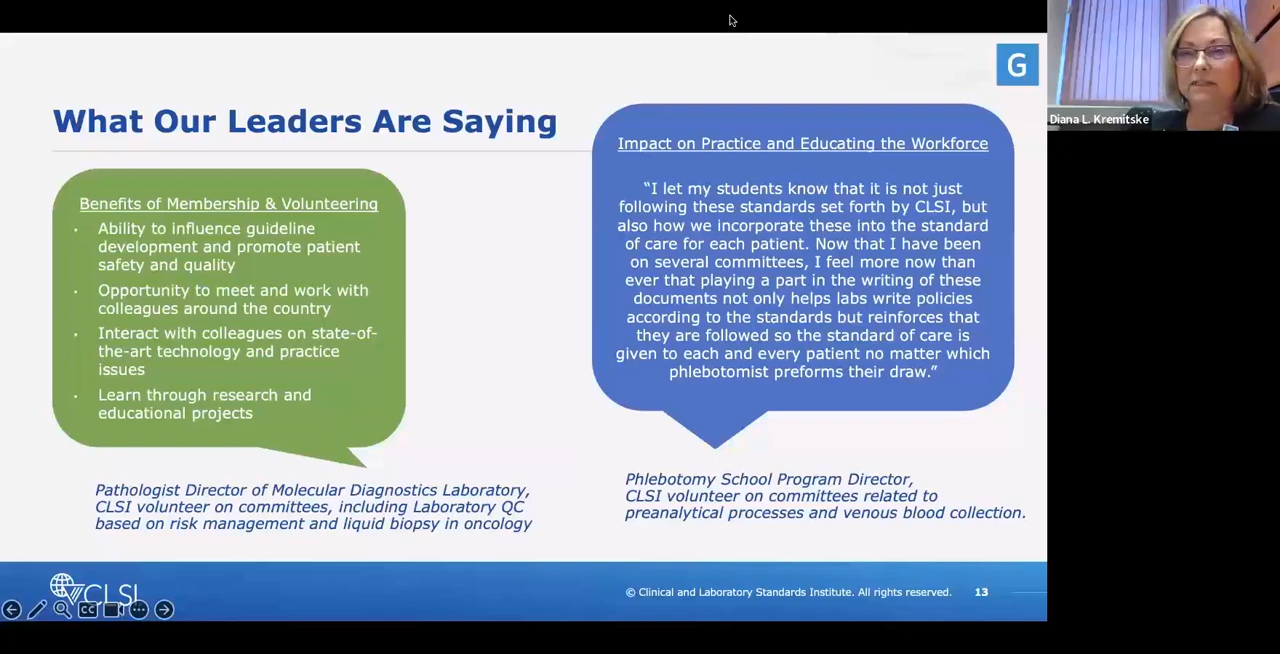 G
Diana L. Kremitske
What Our Leaders Are Saying
Benefits of Membership & Volunteering
· Ability to influence guideline
development and promote patient
safety and quality
· Opportunity to meet and work with
colleagues around the country
· Interact with colleagues on state-of-
the-art technology and practice
issues
· Learn through research and
educational projects
Pathologist Director of Molecular Diagnostics Laboratory,
CLSI volunteer on committees, including Laboratory QC
based on risk management and liquid biopsy in oncology
Impact on Practice and Educating the Workforce
“I let my students know that it is not just
following these standards set forth by CLSI, but
also how we incorporate these into the standard
of care for each patient. Now that I have been
on several committees, I feel more now than
ever that playing a part in the writing of these
documents not only helps labs write policies
according to the standards but reinforces that
they are followed so the standard of care is
given to each and every patient no matter which
phlebotomist preforms their draw.”
Phlebotomy School Program Director,
CLSI volunteer on committees related to
preanalytical processes and venous blood collection.
CLSI
CC
© Clinical and Laboratory Standards Institute. All rights reserved. 13